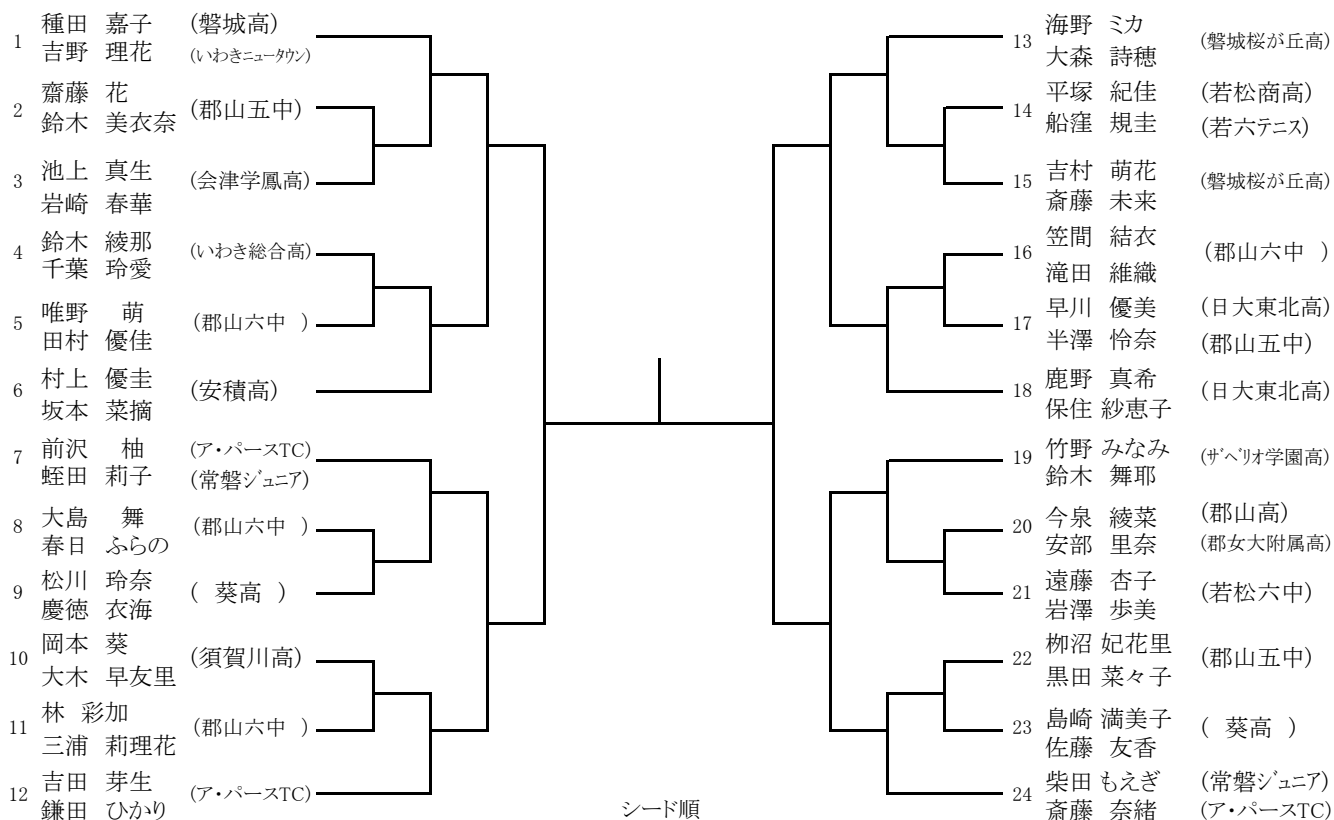 種田 嘉子 (磐城高)
1
吉野 理花 (いわきニュータウン)
齋藤 花
2 (郡山五中)
鈴木 美衣奈
池上 真生
3 (会津学鳳高)
岩崎 春華
鈴木 綾那
4 (いわき総合高)
千葉 玲愛
唯野 萌
5 (郡山六中 )
田村 優佳
村上 優圭
6 (安積高)
坂本 菜摘
前沢 柚 (ア・パースTC)
7
蛭田 莉子 (常磐ジュニア)
大島 舞
8 (郡山六中 )
春日 ふらの
松川 玲奈
9 ( 葵高 )
慶徳 衣海
岡本 葵
10 (須賀川高)
大木 早友里
林 彩加
11 (郡山六中 )
三浦 莉理花
吉田 芽生
12 (ア・パースTC)
鎌田 ひかり
海野 ミカ
13 (磐城桜が丘高)
大森 詩穂
平塚 紀佳 (若松商高)
14
船窪 規圭 (若六テニス)
吉村 萌花
15 (磐城桜が丘高)
斎藤 未来
笠間 結衣
16 (郡山六中 )
滝田 維織
早川 優美 (日大東北高)
17
半澤 怜奈 (郡山五中)
鹿野 真希
18 (日大東北高)
保住 紗恵子
竹野 みなみ
19 (ザベリオ学園高)
鈴木 舞耶
今泉 綾菜 (郡山高)
20
安部 里奈 (郡女大附属高)
遠藤 杏子
21 (若松六中)
岩澤 歩美
栁沼 妃花里
22 (郡山五中)
黒田 菜々子
島崎 満美子
23 ( 葵高 )
佐藤 友香
柴田 もえぎ (常磐ジュニア)
24
斎藤 奈緒 (ア・パースTC)
シード順